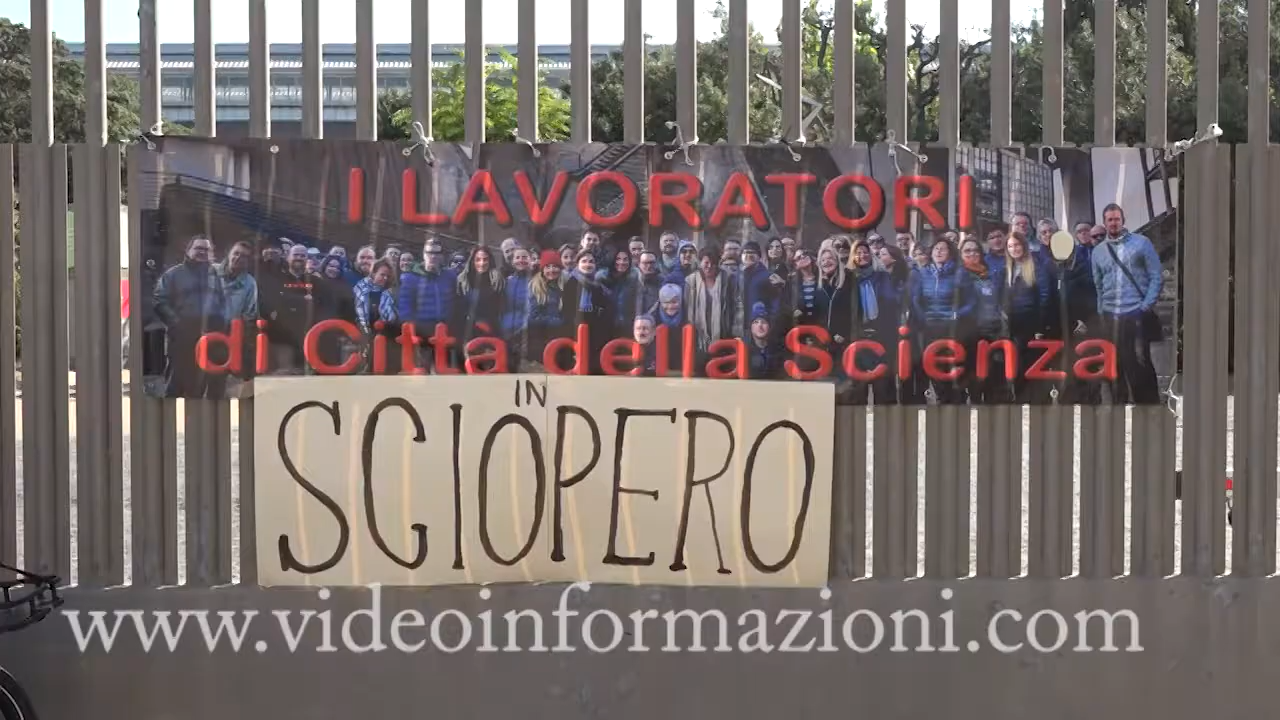 I LAVORATORI
di Città della Scienza
IN
SCIOPERO
www.videoinformazioni.com